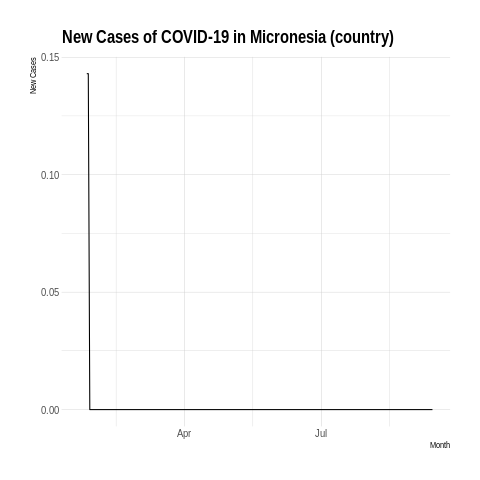 New Cases of COVID-19 in Micronesia (country)
New Cases
0.15
0.10
0.05
0.00
Apr
Jul
Month